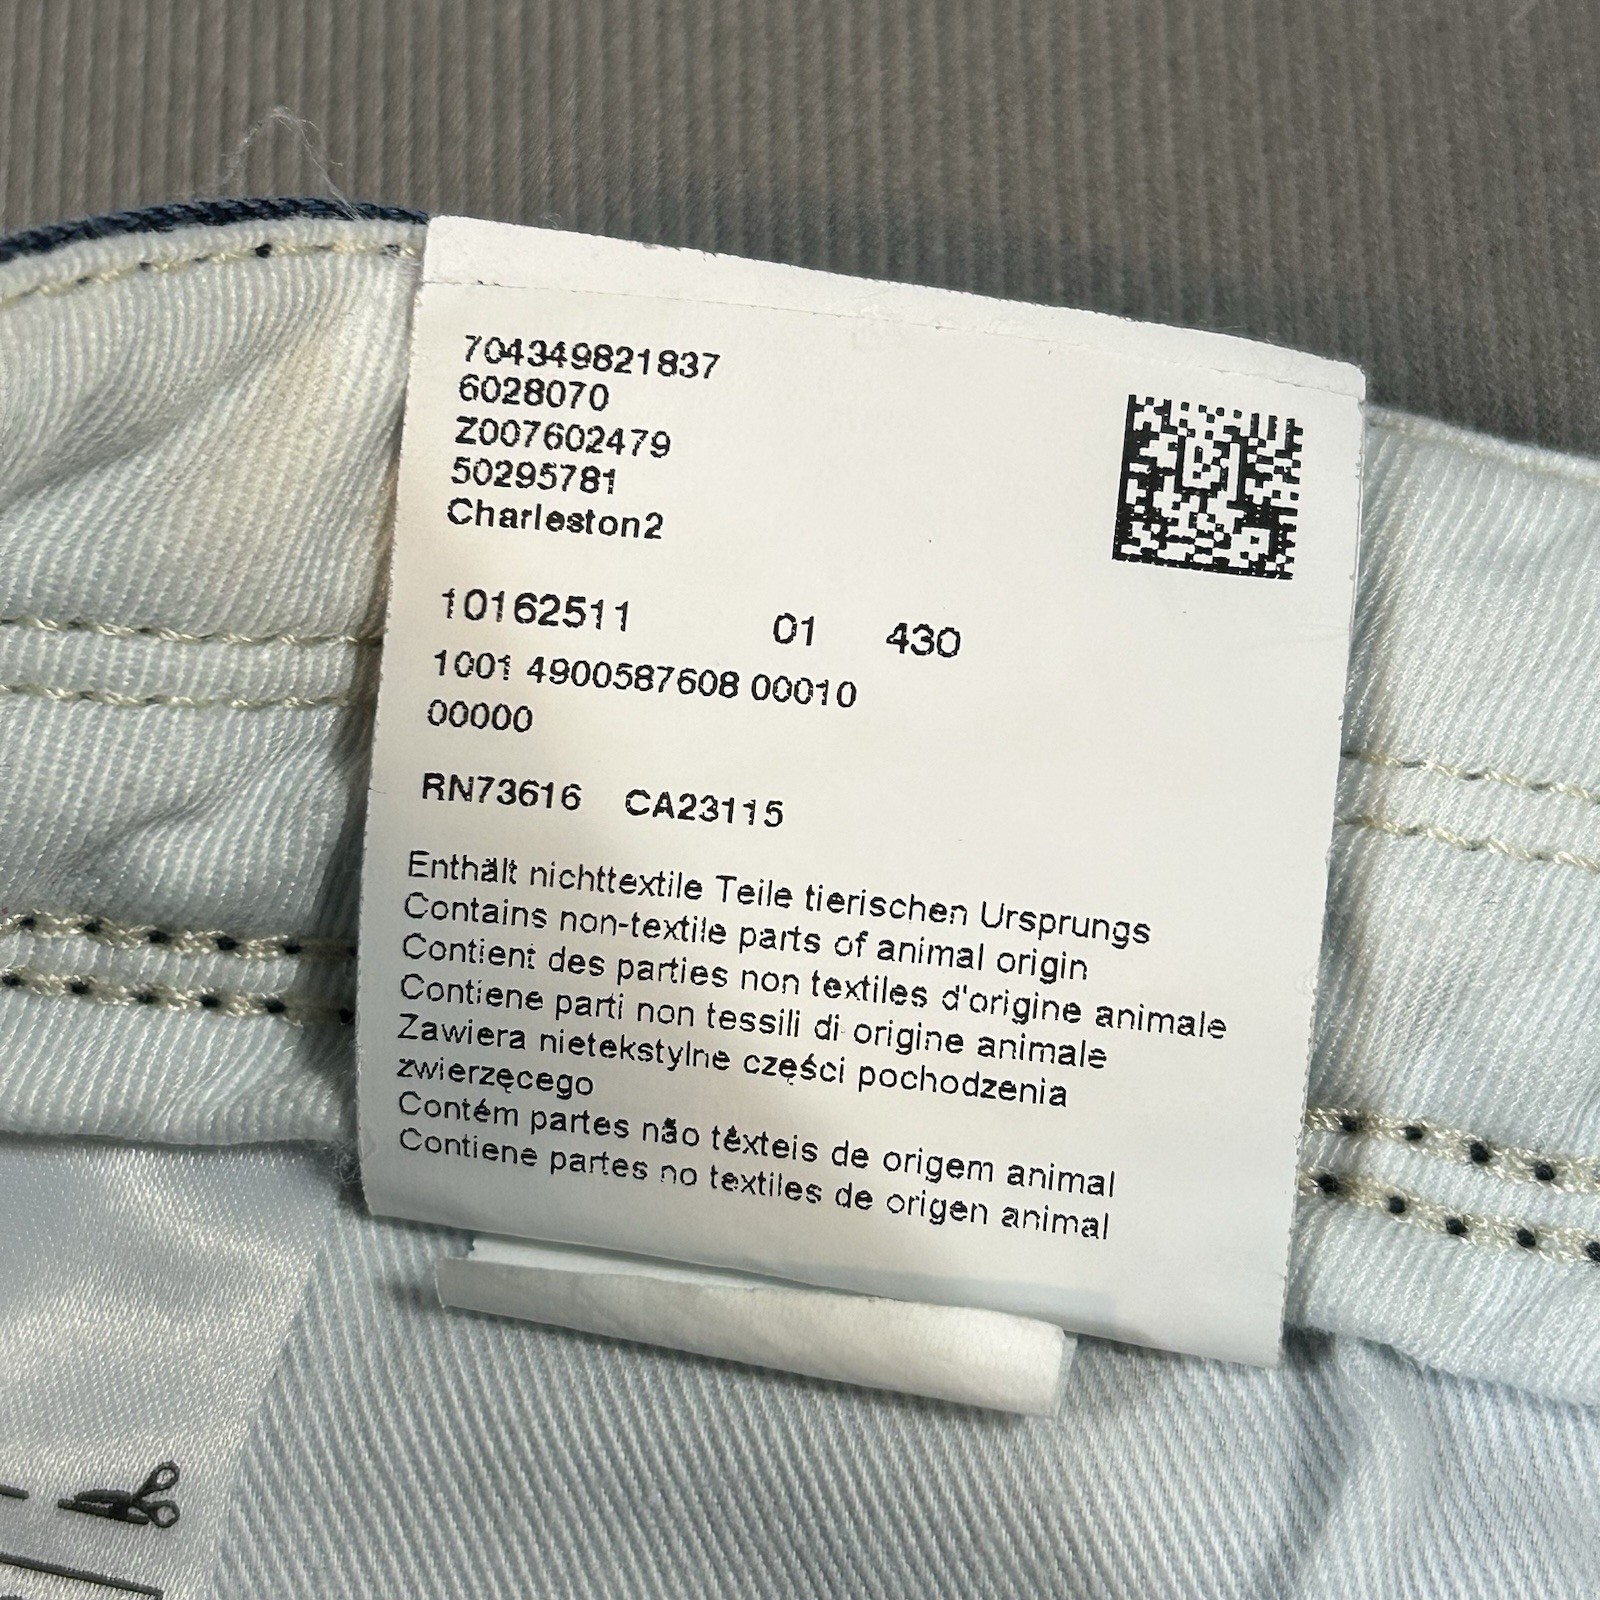 704349821837
6028070
Z007602479
50295781
Charleston2
10162511 01 430
1001 4900587608 00010
00000
RN73616 CA23115
Enthält nichttextile Teile tierischen Ursprungs
Contains non-textile parts of animal origin
Contient des parties non textiles d'origine animale
Contiene parti non tessili di origine animale
Zawiera nietekstylne części pochodzenia
zwierzęcego
Contém partes não têxteis de origem animal
Contiene partes no textiles de origen animal